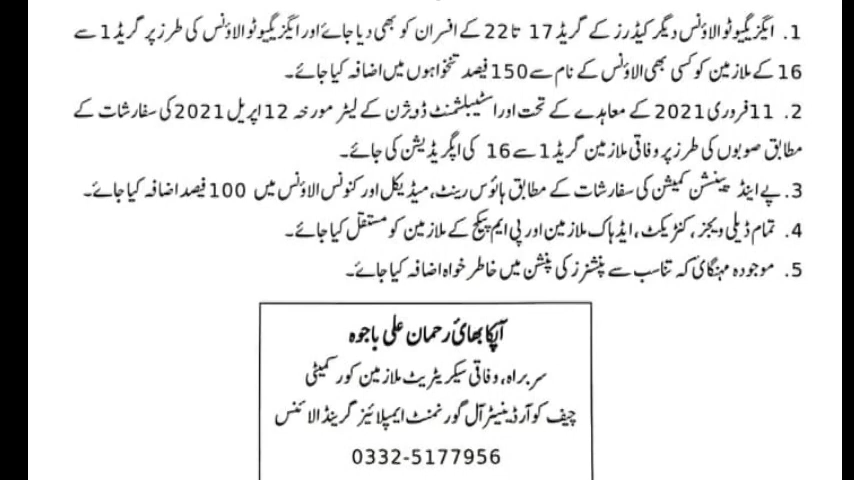 1. ایگزیگیوٹو الاؤنس دیگر کیڈرز کے گریڈ 17 تا 22 کے افسران کو بھی دیا جائے اور ایگزیگیوٹو الاؤنس کی طرز پر گریڈ 1 سے
16 کے ملازمین کو کسی بھی الاؤنس کے نام سے 150 فیصد تنخواہوں میں اضافہ کیا جائے۔
2. 11 فروری 2021 کے معاہدے کے تحت اور اسٹیبلشمنٹ ڈویژن کے لیٹر مورخہ 12 اپریل 2021 کی سفارشات کے
مطابق صوبوں کی طرز پر وفاقی ملازمین گریڈ 1 سے 16 کی اپگریڈیشن کی جائے۔
3. پے اینڈ پینشن کمیشن کی سفارشات کے مطابق ہاؤس رینٹ، میڈیکل اور کنونس الاؤنس میں 100 فیصد اضافہ کیا جائے۔
4. تمام ڈیلی ویجز، کنٹریکٹ، ایڈہاک ملازمین اور پی ایم پیکج کے ملازمین کو مستقل کیا جائے۔
5. موجودہ مہنگائ کہ تناسب سے پنشنرز کی پنشن میں خاطر خواہ اضافہ کیا جائے۔
آپکا بھائ رحمان علی باجوہ
سربراہ، وفاقی سیکریٹریٹ ملازمین کور کمیٹی
چیف کوآرڈینیٹر آل گورنمنٹ ایمپلائیز گرینڈ الائنس
0332-5177956